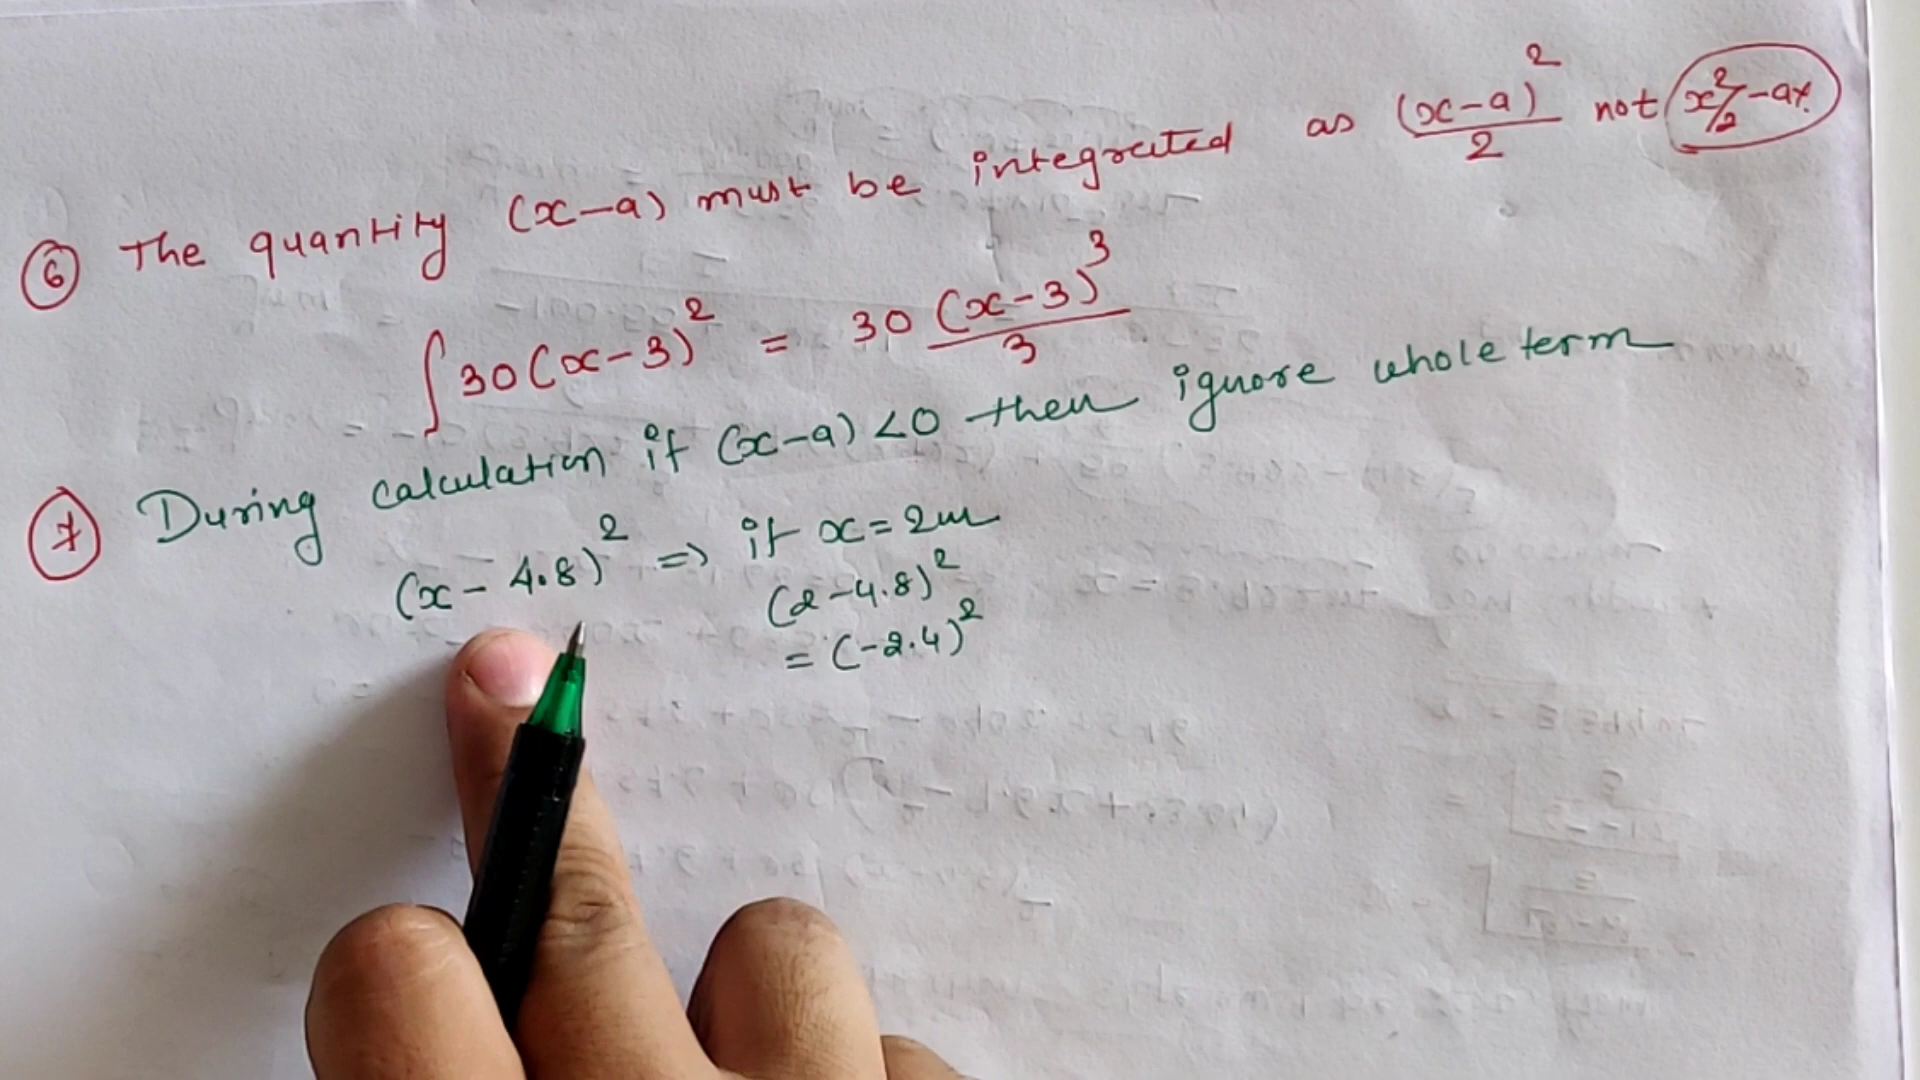 ⑥ The quantity (x-a) must be integrated as (x-a)²/2 not x²/2 - ax
∫30(x-3)² = 30 (x-3)³/3
⑦ During calculation if (x-a) <0 then ignore whole term
(x - 4.8)² => if x = 2m
(2-4.8)²
= (-2.4)²